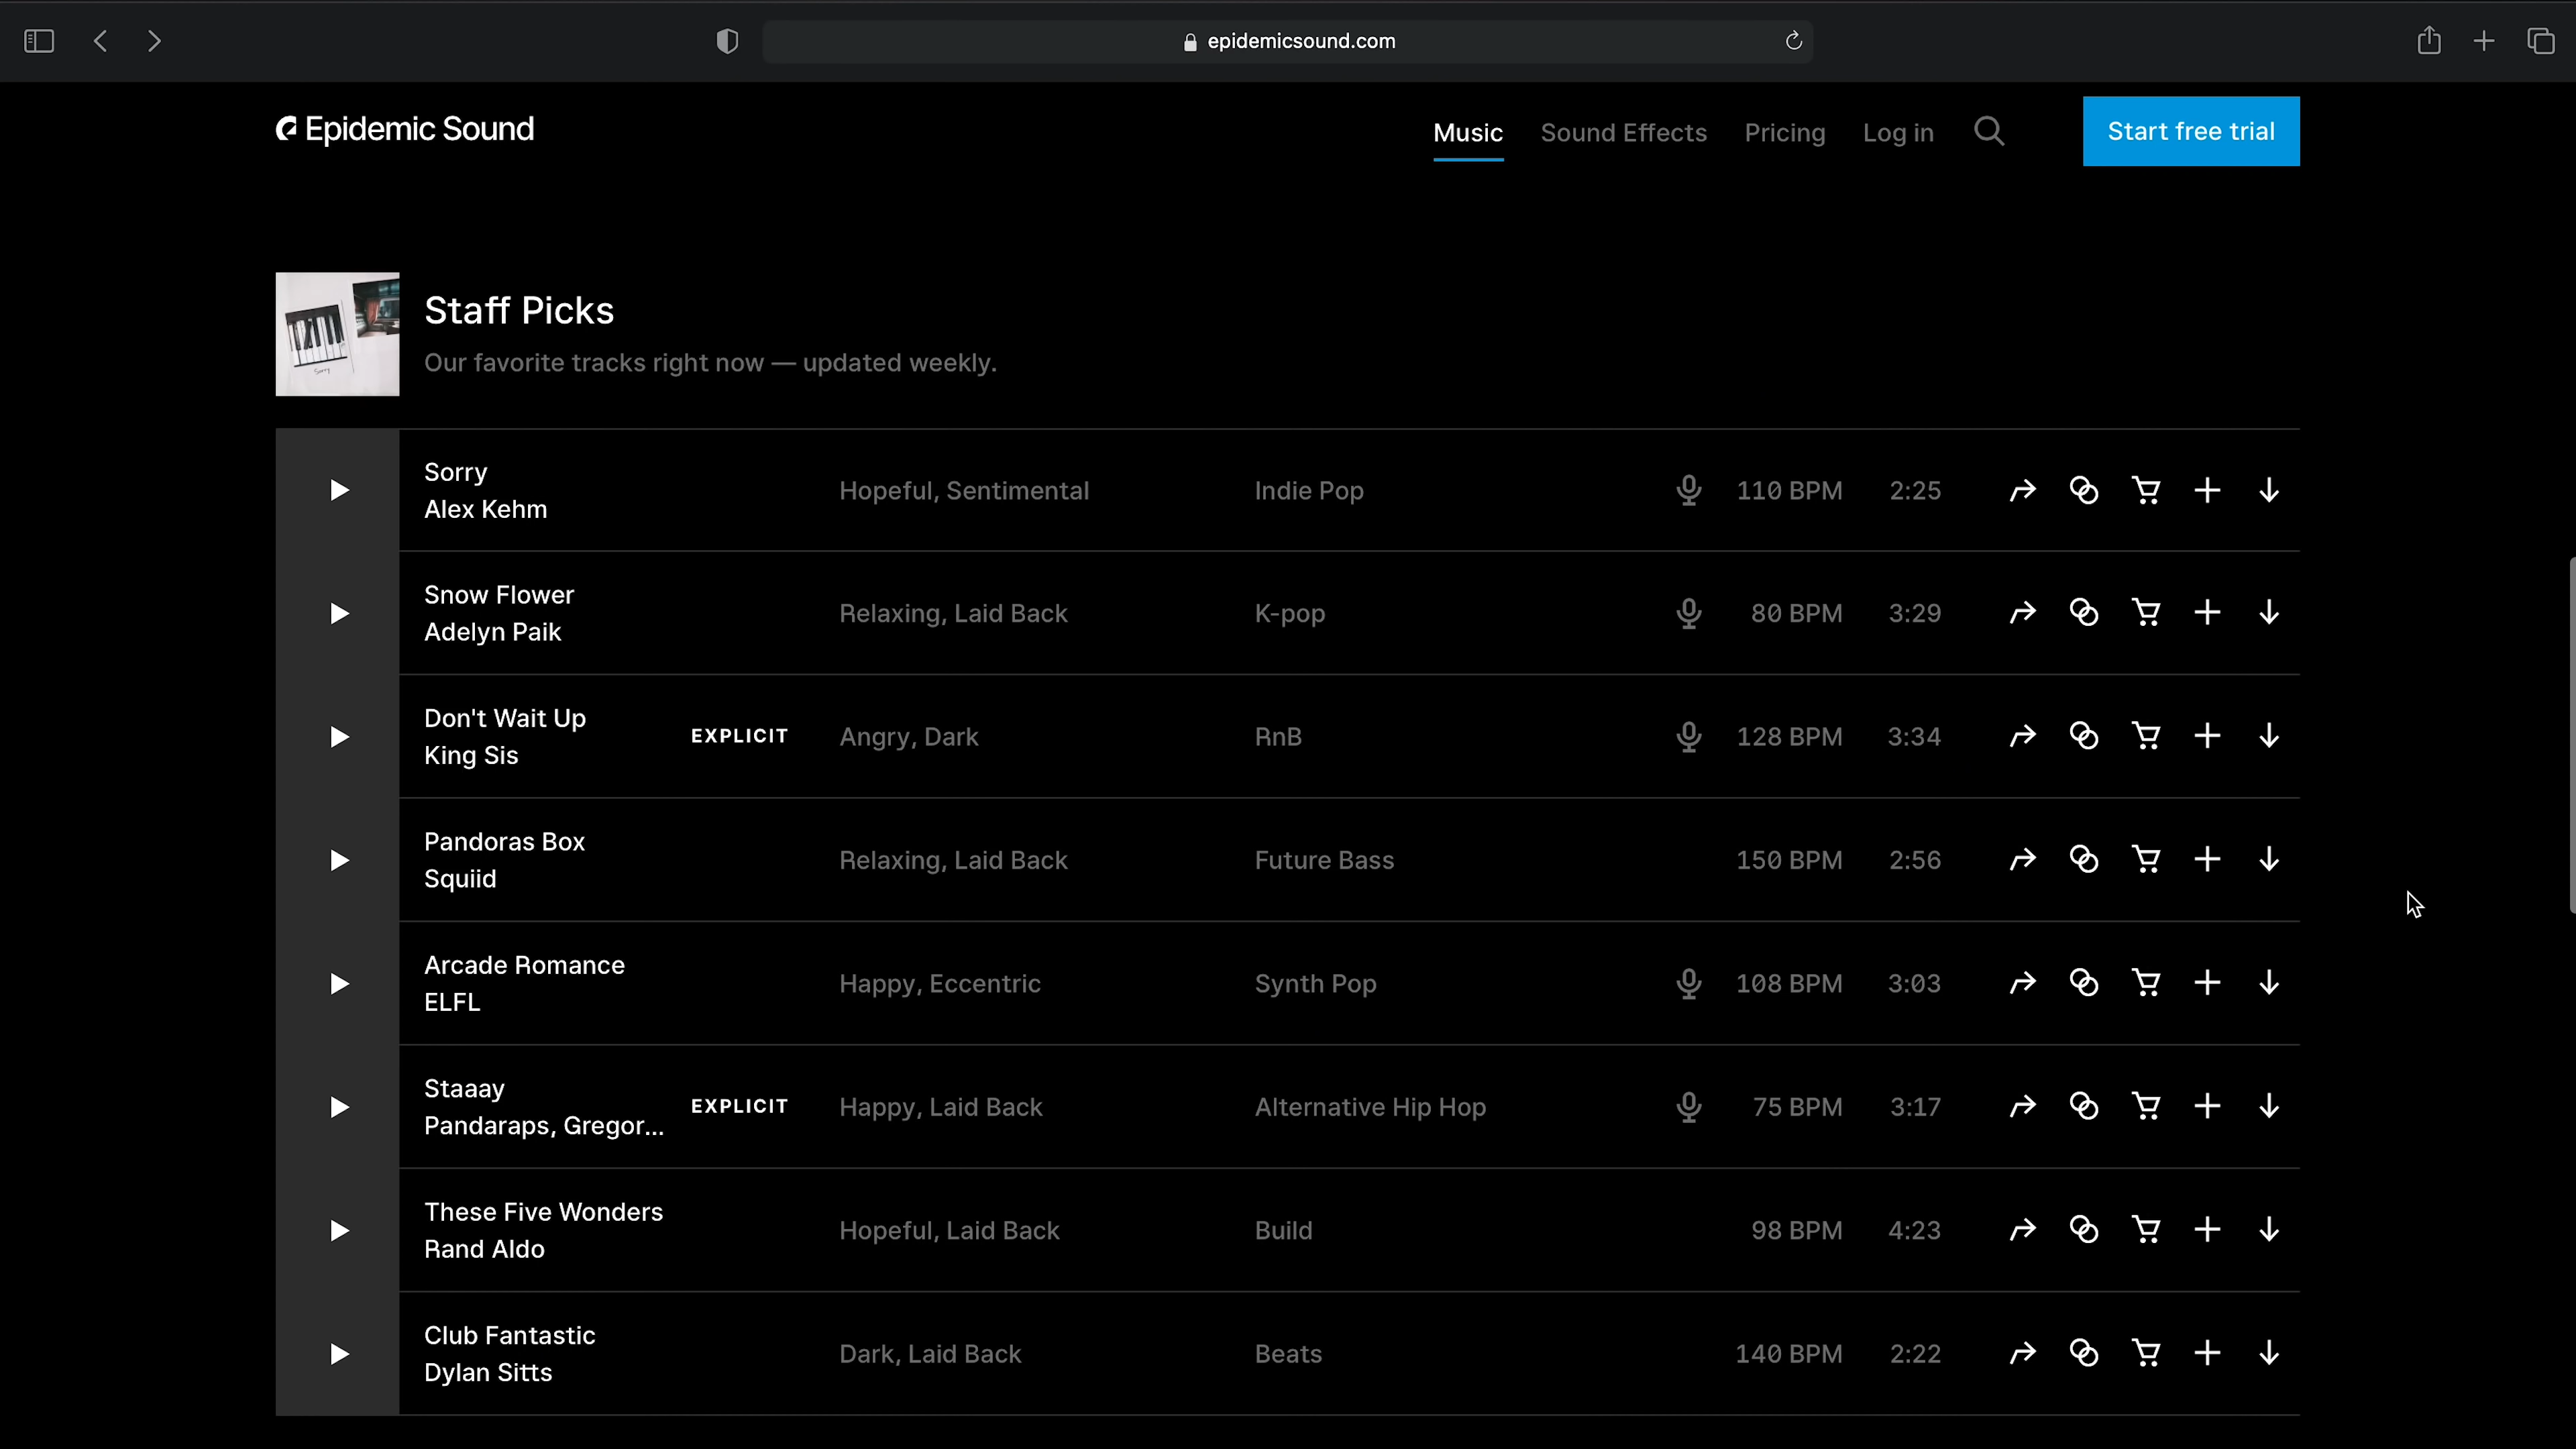 epidemicsound.com
Epidemic Sound
Music Sound Effects Pricing Log in Start free trial
Staff Picks
Our favorite tracks right now — updated weekly.
Sorry
Sorry
Alex Kehm
Hopeful, Sentimental Indie Pop 110 BPM 2:25
Snow Flower
Adelyn Paik
Relaxing, Laid Back K-pop 80 BPM 3:29
Don't Wait Up
King Sis
EXPLICIT Angry, Dark RnB 128 BPM 3:34
Pandoras Box
Squiid
Relaxing, Laid Back Future Bass 150 BPM 2:56
Arcade Romance
ELFL
Happy, Eccentric Synth Pop 108 BPM 3:03
Staaay
Pandaraps, Gregor...
EXPLICIT Happy, Laid Back Alternative Hip Hop 75 BPM 3:17
These Five Wonders
Rand Aldo
Hopeful, Laid Back Build 98 BPM 4:23
Club Fantastic
Dylan Sitts
Dark, Laid Back Beats 140 BPM 2:22